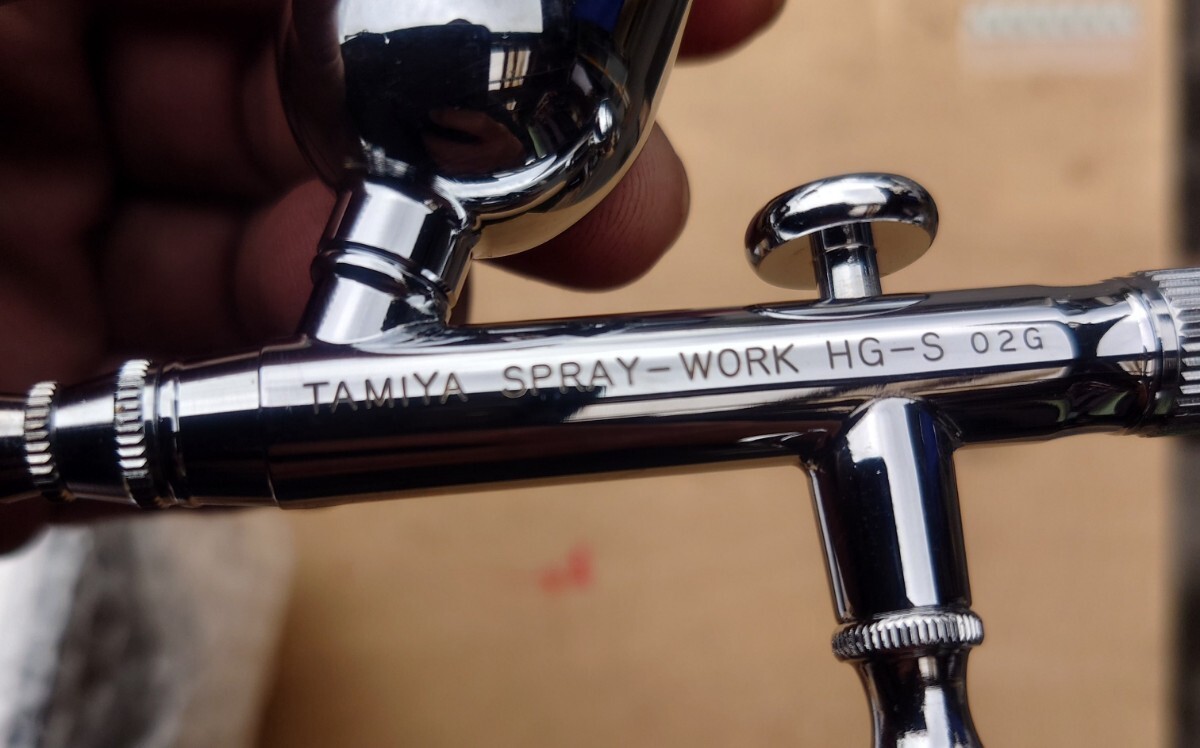 TAMIYA SPRAY-WORK HG-S 02G